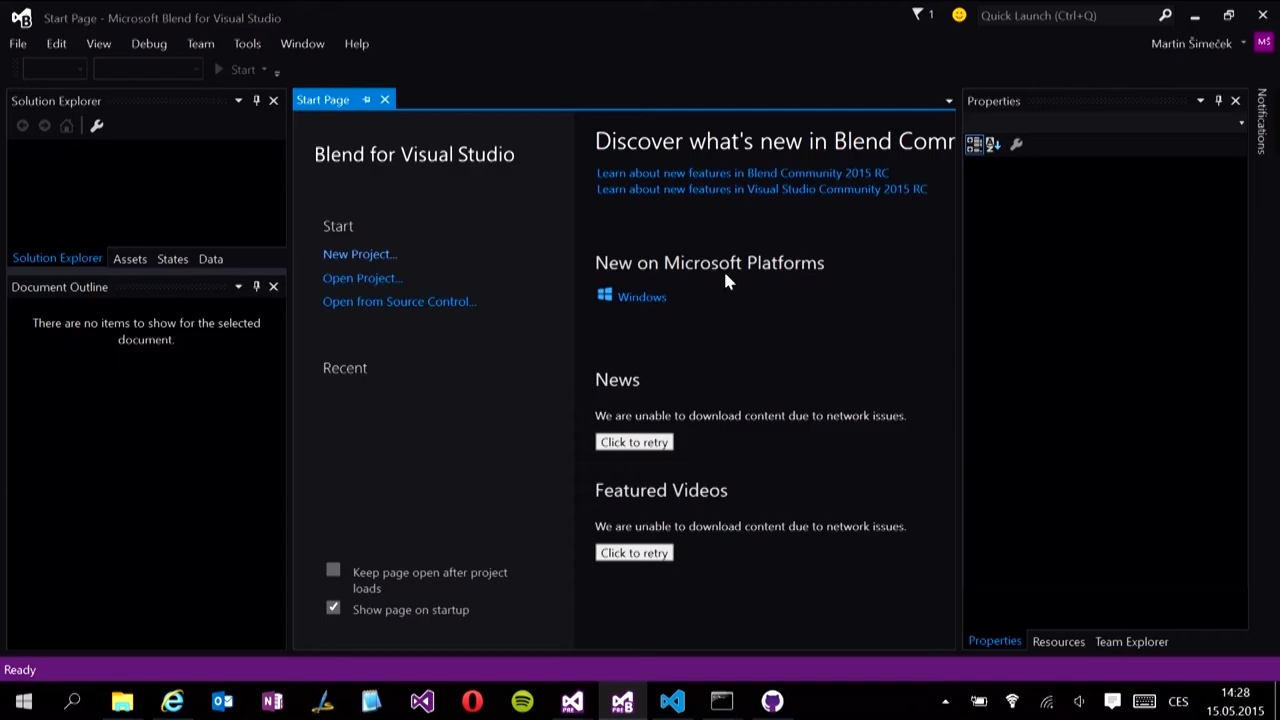 Start Page - Microsoft Blend for Visual Studio
1
Quick Launch (Ctrl+Q)
File Edit View Debug Team Tools Window Help
Martin Šimeček
MŠ
Start
Solution Explorer
Start Page
Properties
Notifications
Blend for Visual Studio
Discover what's new in Blend Comr
Learn about new features in Blend Community 2015 RC
Learn about new features in Visual Studio Community 2015 RC
Start
New Project...
Open Project...
Open from Source Control...
Solution Explorer Assets States Data
Document Outline
There are no items to show for the selected
document.
New on Microsoft Platforms
Windows
Recent
News
We are unable to download content due to network issues.
Click to retry
Featured Videos
We are unable to download content due to network issues.
Click to retry
Keep page open after project
loads
Show page on startup
Properties Resources Team Explorer
Ready
CES
14:28
15.05.2015